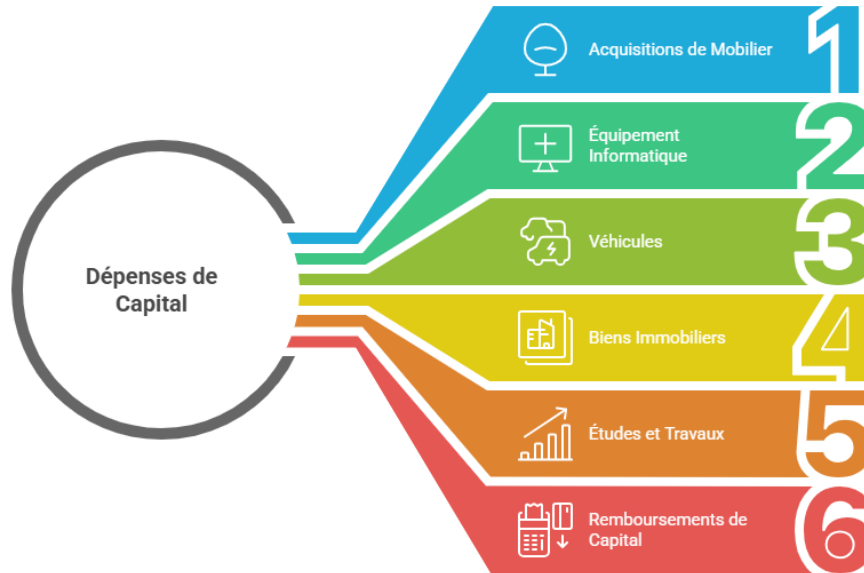 Dépenses de
Capital
Acquisitions de Mobilier
1
Équipement
Informatique
2
Véhicules
3
Biens Immobiliers
4
Études et Travaux
5
Remboursements de
Capital
6